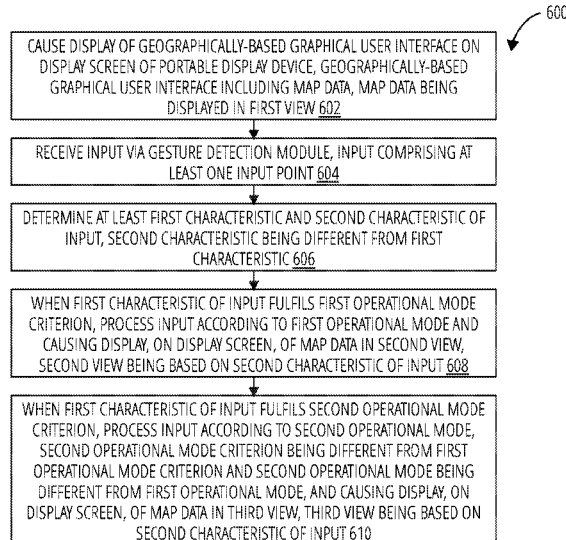 600
CAUSE DISPLAY OF GEOGRAPHICALLY-BASED GRAPHICAL USER INTERFACE ON
DISPLAY SCREEN OF PORTABLE DISPLAY DEVICE, GEOGRAPHICALLY-BASED
GRAPHICAL USER INTERFACE INCLUDING MAP DATA, MAP DATA BEING
DISPLAYED IN FIRST VIEW 602
RECEIVE INPUT VIA GESTURE DETECTION MODULE, INPUT COMPRISING AT
LEAST ONE INPUT POINT 604
DETERMINE AT LEAST FIRST CHARACTERISTIC AND SECOND CHARACTERISTIC OF
INPUT, SECOND CHARACTERISTIC BEING DIFFERENT FROM FIRST
CHARACTERISTIC 606
WHEN FIRST CHARACTERISTIC OF INPUT FULFILS FIRST OPERATIONAL MODE
CRITERION, PROCESS INPUT ACCORDING TO FIRST OPERATIONAL MODE AND
CAUSING DISPLAY, ON DISPLAY SCREEN, OF MAP DATA IN SECOND VIEW,
SECOND VIEW BEING BASED ON SECOND CHARACTERISTIC OF INPUT 608
WHEN FIRST CHARACTERISTIC OF INPUT FULFILS SECOND OPERATIONAL MODE
CRITERION, PROCESS INPUT ACCORDING TO SECOND OPERATIONAL MODE,
SECOND OPERATIONAL MODE CRITERION BEING DIFFERENT FROM FIRST
OPERATIONAL MODE CRITERION AND SECOND OPERATIONAL MODE BEING
DIFFERENT FROM FIRST OPERATIONAL MODE, AND CAUSING DISPLAY, ON
DISPLAY SCREEN, OF MAP DATA IN THIRD VIEW, THIRD VIEW BEING BASED ON
SECOND CHARACTERISTIC OF INPUT 610